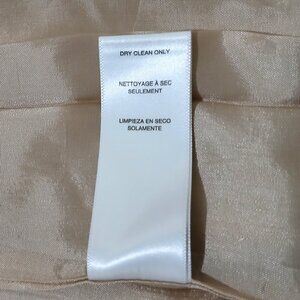 DRY CLEAN ONLY
NETTOYAGE À SEC
SEULEMENT
LIMPIEZA EN SECO
SOLAMENTE